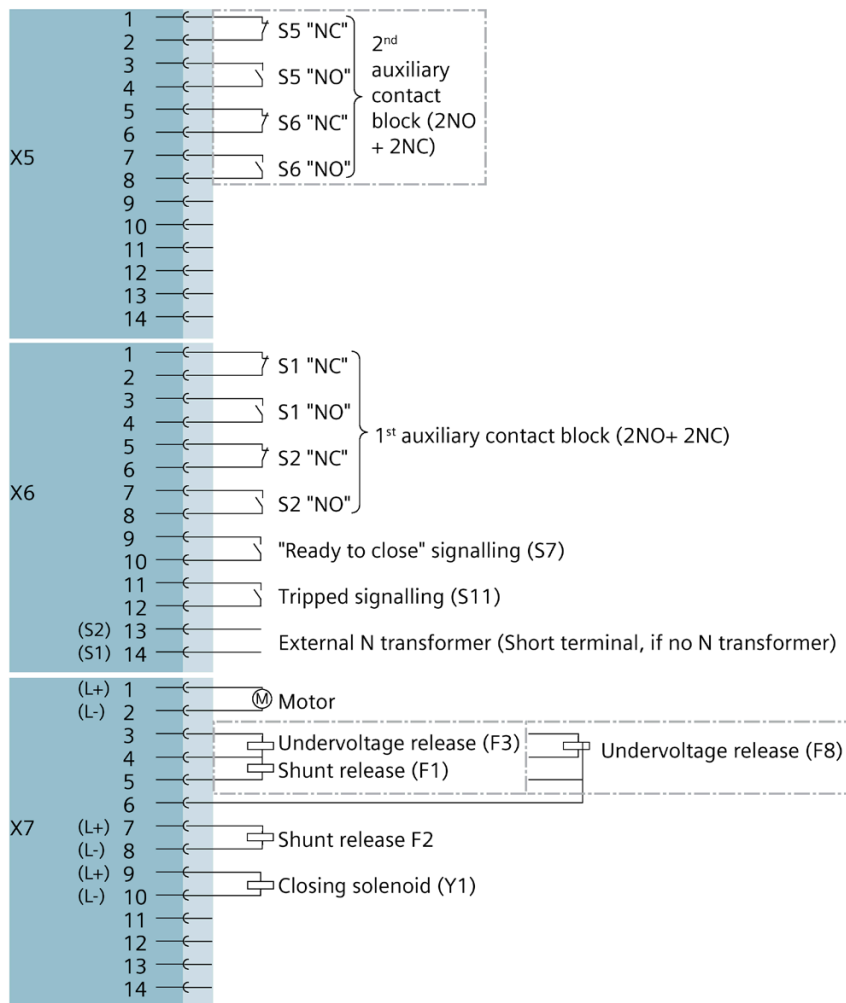 X5
1
2
3
4
5
6
7
8
9
10
11
12
13
14
S5 "NC"
S5 "NO"
S6 "NC"
S6 "NO"
2nd
auxiliary
contact
block (2NO
+ 2NC)
X6
1
2
3
4
5
6
7
8
9
10
11
12
(S2) 13
(S1) 14
S1 "NC"
S1 "NO"
S2 "NC"
S2 "NO"
1st auxiliary contact block (2NO+ 2NC)
"Ready to close" signalling (S7)
Tripped signalling (S11)
External N transformer (Short terminal, if no N transformer)
X7
(L+) 1
(L-) 2
3
4
5
6
(L+) 7
(L-) 8
(L+) 9
(L-) 10
11
12
13
14
M Motor
Undervoltage release (F3)
Shunt release (F1)
Undervoltage release (F8)
Shunt release F2
Closing solenoid (Y1)